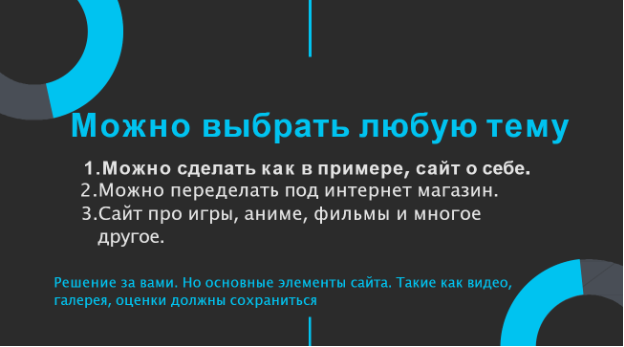 Можно выбрать любую тему
1.Можно сделать как в примере, сайт о себе.
2.Можно переделать под интернет магазин.
3.Сайт про игры, аниме, фильмы и многое
другое.
Решение за вами. Но основные элементы сайта. Такие как видео,
галерея, оценки должны сохраниться